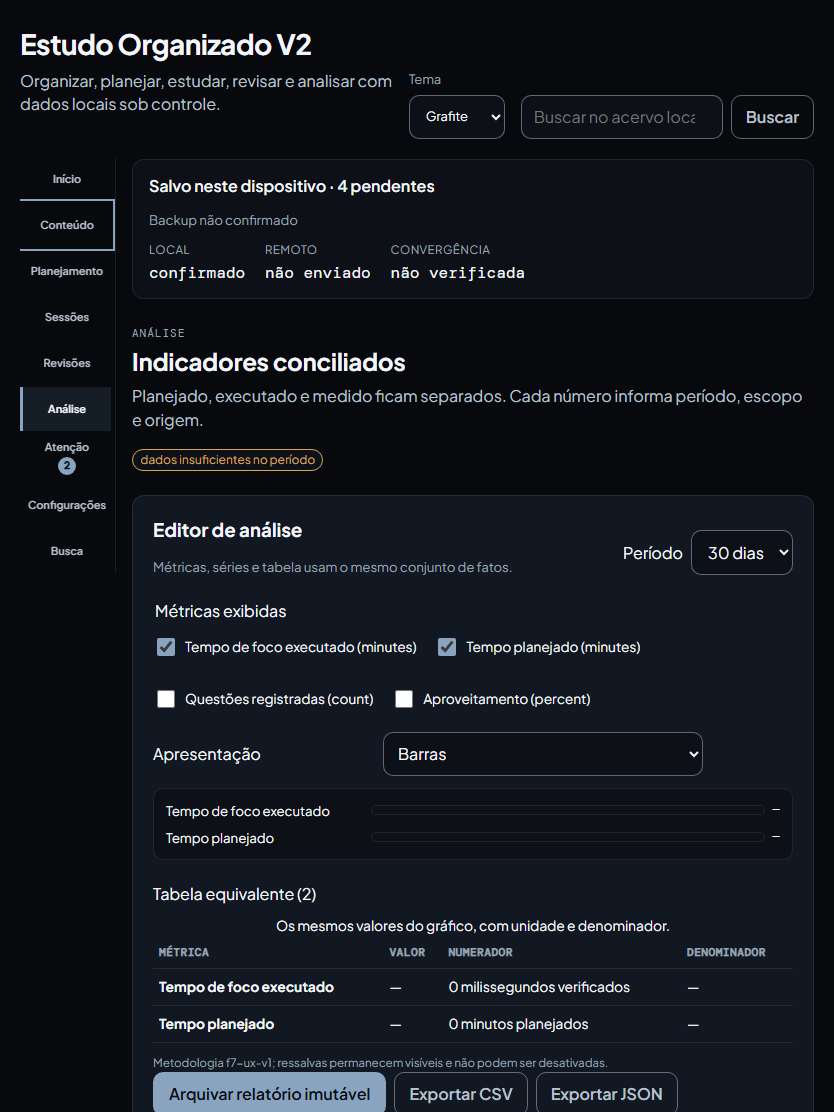 Estudo Organizado V2
Organizar, planejar, estudar, revisar e analisar com
dados locais sob controle.
Tema
Grafite
Buscar no acervo loca
Buscar
Início
Conteúdo
Planejamento
Sessões
Revisões
Análise
Atenção
2
Configurações
Busca
Salvo neste dispositivo · 4 pendentes
Backup não confirmado
LOCAL REMOTO CONVERGÊNCIA
confirmado não enviado não verificada
ANÁLISE
Indicadores conciliados
Planejado, executado e medido ficam separados. Cada número informa período, escopo
e origem.
dados insuficientes no período
Editor de análise
Métricas, séries e tabela usam o mesmo conjunto de fatos.
Período 30 dias
Métricas exibidas
Tempo de foco executado (minutes) Tempo planejado (minutes)
Questões registradas (count) Aproveitamento (percent)
Apresentação Barras
Tempo de foco executado —
Tempo planejado —
Tabela equivalente (2)
Os mesmos valores do gráfico, com unidade e denominador.
MÉTRICA VALOR NUMERADOR DENOMINADOR
Tempo de foco executado — 0 milissegundos verificados —
Tempo planejado — 0 minutos planejados —
Metodologia f7-ux-v1; ressalvas permanecem visíveis e não podem ser desativadas.
Arquivar relatório imutável Exportar CSV Exportar JSON